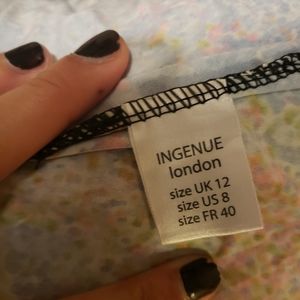 INGENUE
london
size UK 12
size US 8
size FR 40